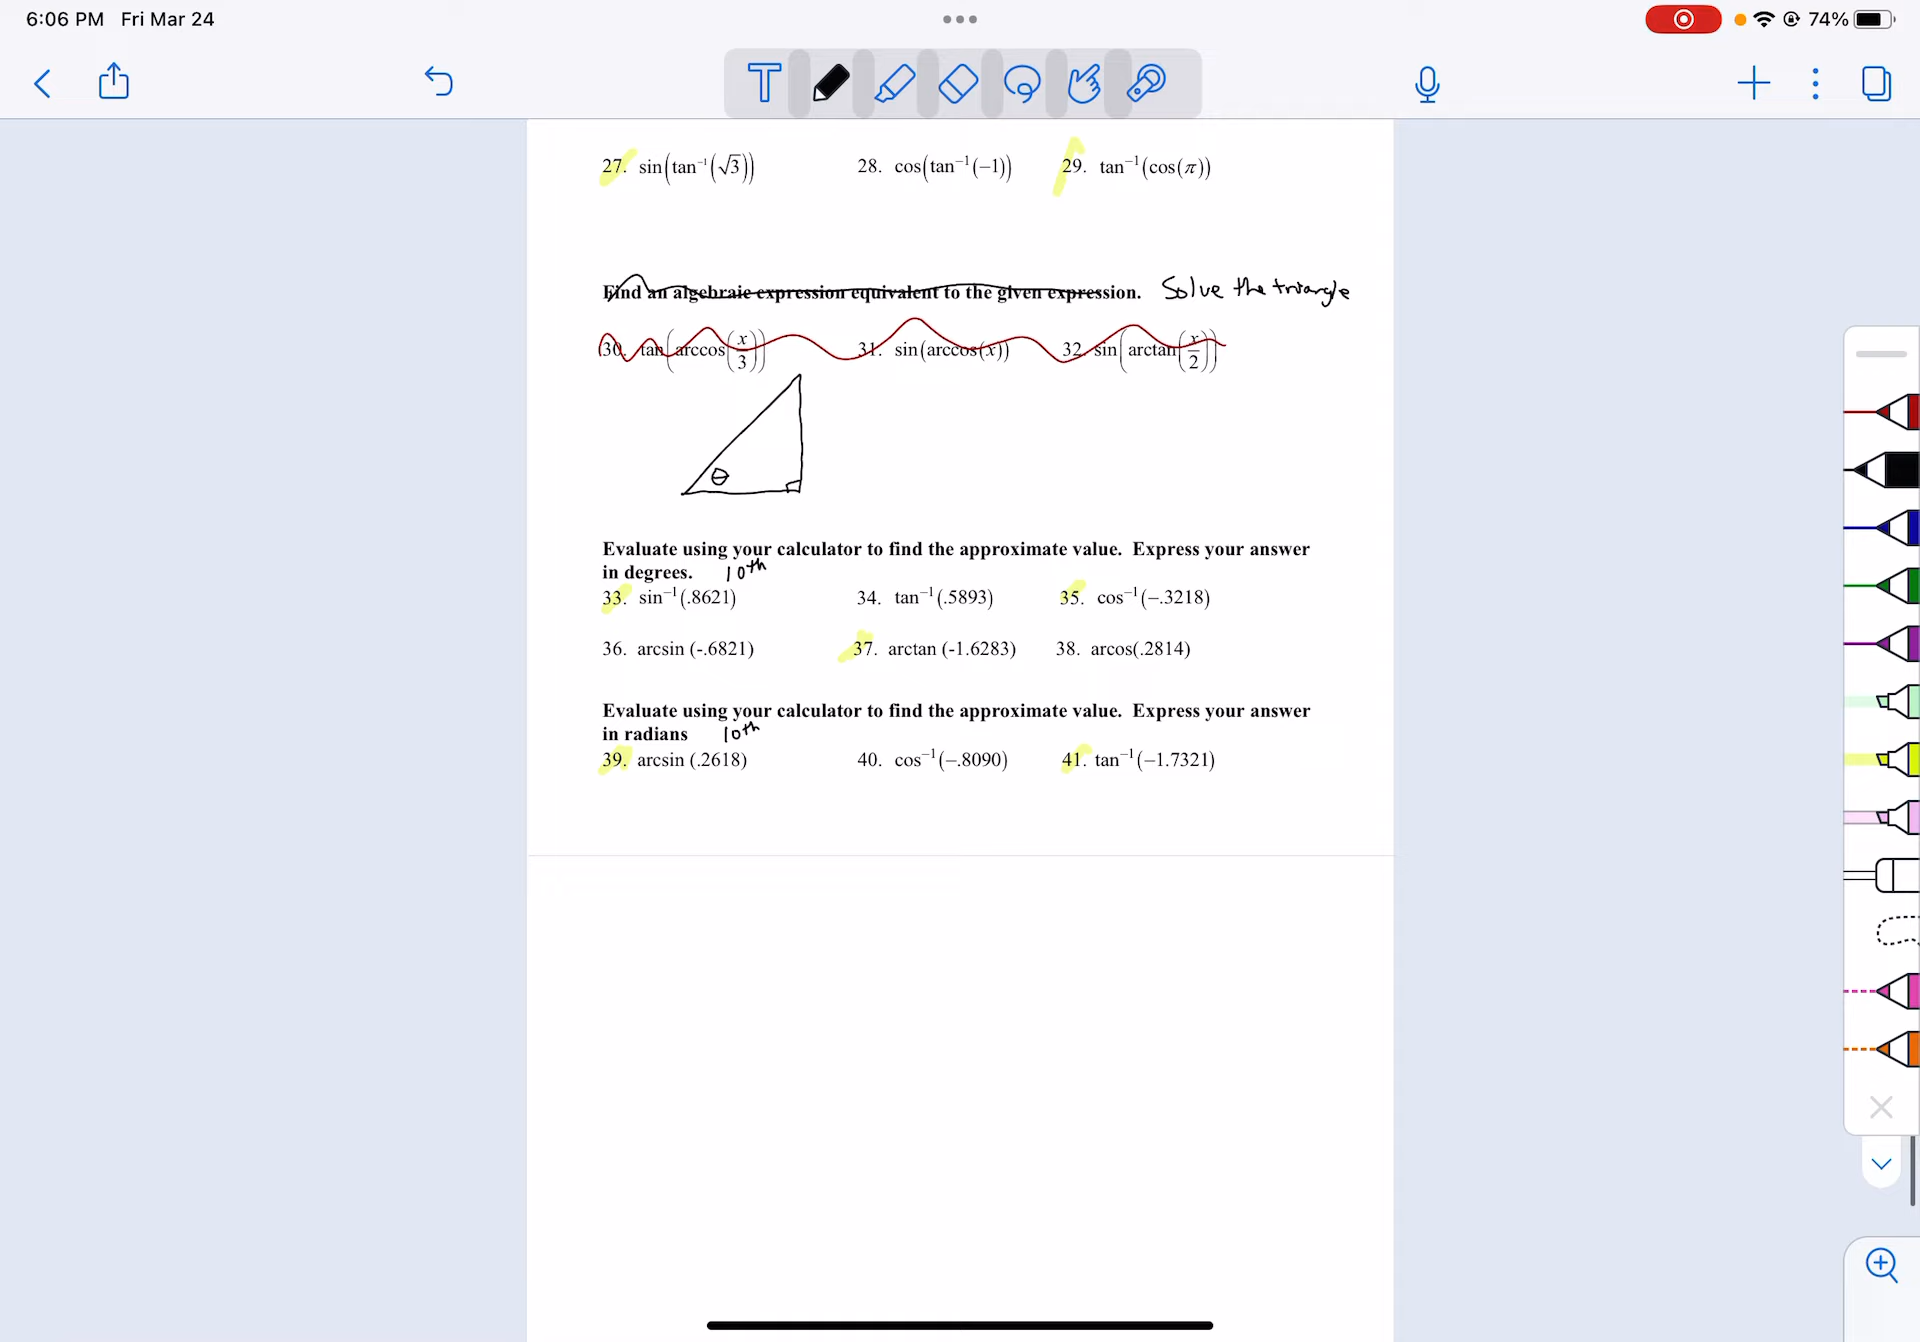 6:06 PM Fri Mar 24
74%
27. sin(tan⁻¹(√3)) 28. cos(tan⁻¹(−1)) 29. tan⁻¹(cos(π))
Find an algebraic expression equivalent to the given expression. Solve the triangle
30. tan(arccos(x/3)) 31. sin(arccos(x)) 32. sin(arctan(x/2))
θ
Evaluate using your calculator to find the approximate value. Express your answer
in degrees. 10th
33. sin⁻¹(.8621) 34. tan⁻¹(.5893) 35. cos⁻¹(−.3218)
36. arcsin (-.6821) 37. arctan (-1.6283) 38. arcos(.2814)
Evaluate using your calculator to find the approximate value. Express your answer
in radians 10th
39. arcsin (.2618) 40. cos⁻¹(−.8090) 41. tan⁻¹(−1.7321)